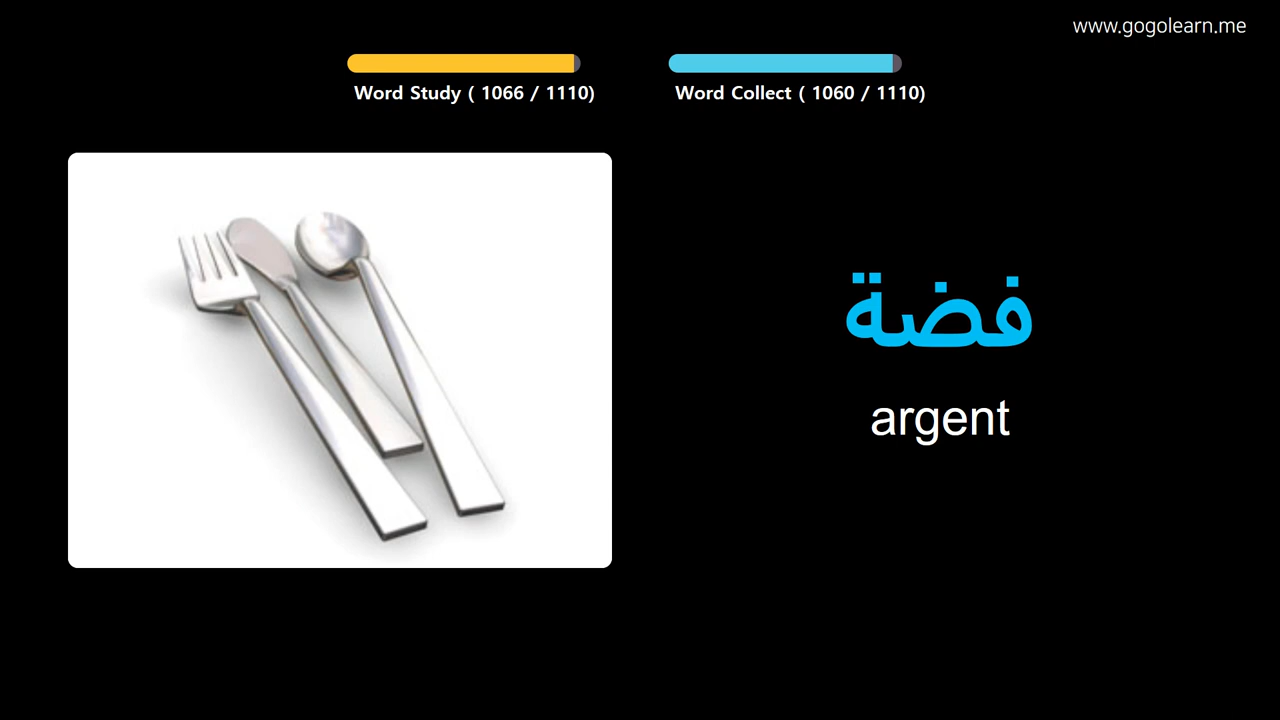 www.gogolearn.me
Word Study ( 1066 / 1110)
Word Collect ( 1060 / 1110)
فضة
argent